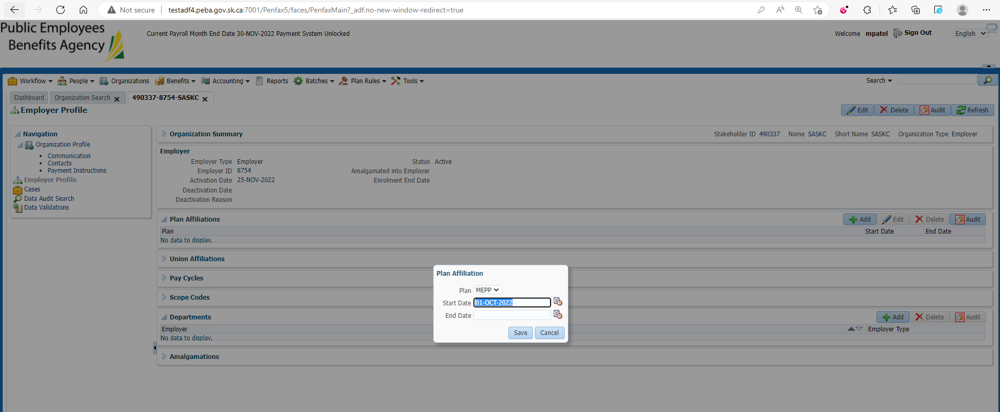 Not secure | testadf4.peba.gov.sk.ca:7001/Penfax5/faces/PenfaxMain?_adf.no-new-window-redirect=true
Public Employees
Benefits Agency
Current Payroll Month End Date 30-NOV-2022 Payment System Unlocked
Welcome mpatel Sign Out English
Workflow People Organizations Benefits Accounting Reports Batches Plan Rules Tools Search
Dashboard Organization Search 490337-8754-SASKC
Employer Profile
Edit Delete Audit Refresh
Navigation
Organization Profile
Communication
Contacts
Payment Instructions
Employer Profile
Cases
Data Audit Search
Data Validations
Organization Summary Stakeholder ID 490337 Name SASKC Short Name SASKC Organization Type Employer
Employer
Employer Type Employer Status Active
Employer ID 8754 Amalgamated into Employer
Activation Date 25-NOV-2022 Enrolment End Date
Deactivation Date
Deactivation Reason
Plan Affiliations Add Edit Delete Audit
Plan Start Date End Date
No data to display.
Union Affiliations
Pay Cycles
Scope Codes
Departments Add Delete Audit
Employer Employer Type
No data to display.
Amalgamations
Plan Affiliation
Plan MEPP
Start Date 01-OCT-2022
End Date
Save Cancel